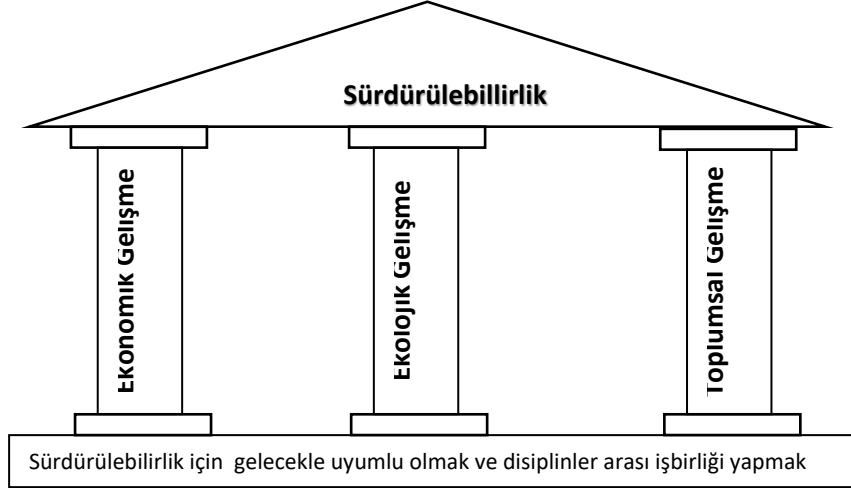 Sürdürülebillirlik
Ekonomik Gelişme
Ekolojik Gelişme
Toplumsal Gelişme
Sürdürülebilirlik için gelecekle uyumlu olmak ve disiplinler arası işbirliği yapmak